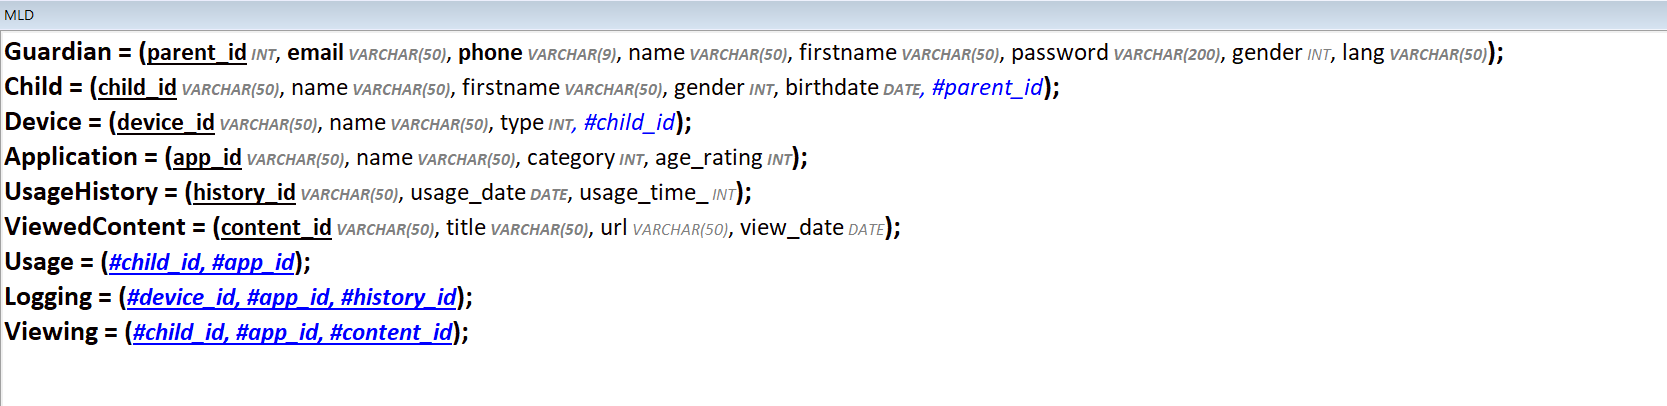 MLD
Guardian = (parent_id INT, email VARCHAR(50), phone VARCHAR(9), name VARCHAR(50), firstname VARCHAR(50), password VARCHAR(200), gender INT, lang VARCHAR(50));
Child = (child_id VARCHAR(50), name VARCHAR(50), firstname VARCHAR(50), gender INT, birthdate DATE, #parent_id);
Device = (device_id VARCHAR(50), name VARCHAR(50), type INT, #child_id);
Application = (app_id VARCHAR(50), name VARCHAR(50), category INT, age_rating INT);
UsageHistory = (history_id VARCHAR(50), usage_date DATE, usage_time_ INT);
ViewedContent = (content_id VARCHAR(50), title VARCHAR(50), url VARCHAR(50), view_date DATE);
Usage = (#child_id, #app_id);
Logging = (#device_id, #app_id, #history_id);
Viewing = (#child_id, #app_id, #content_id);